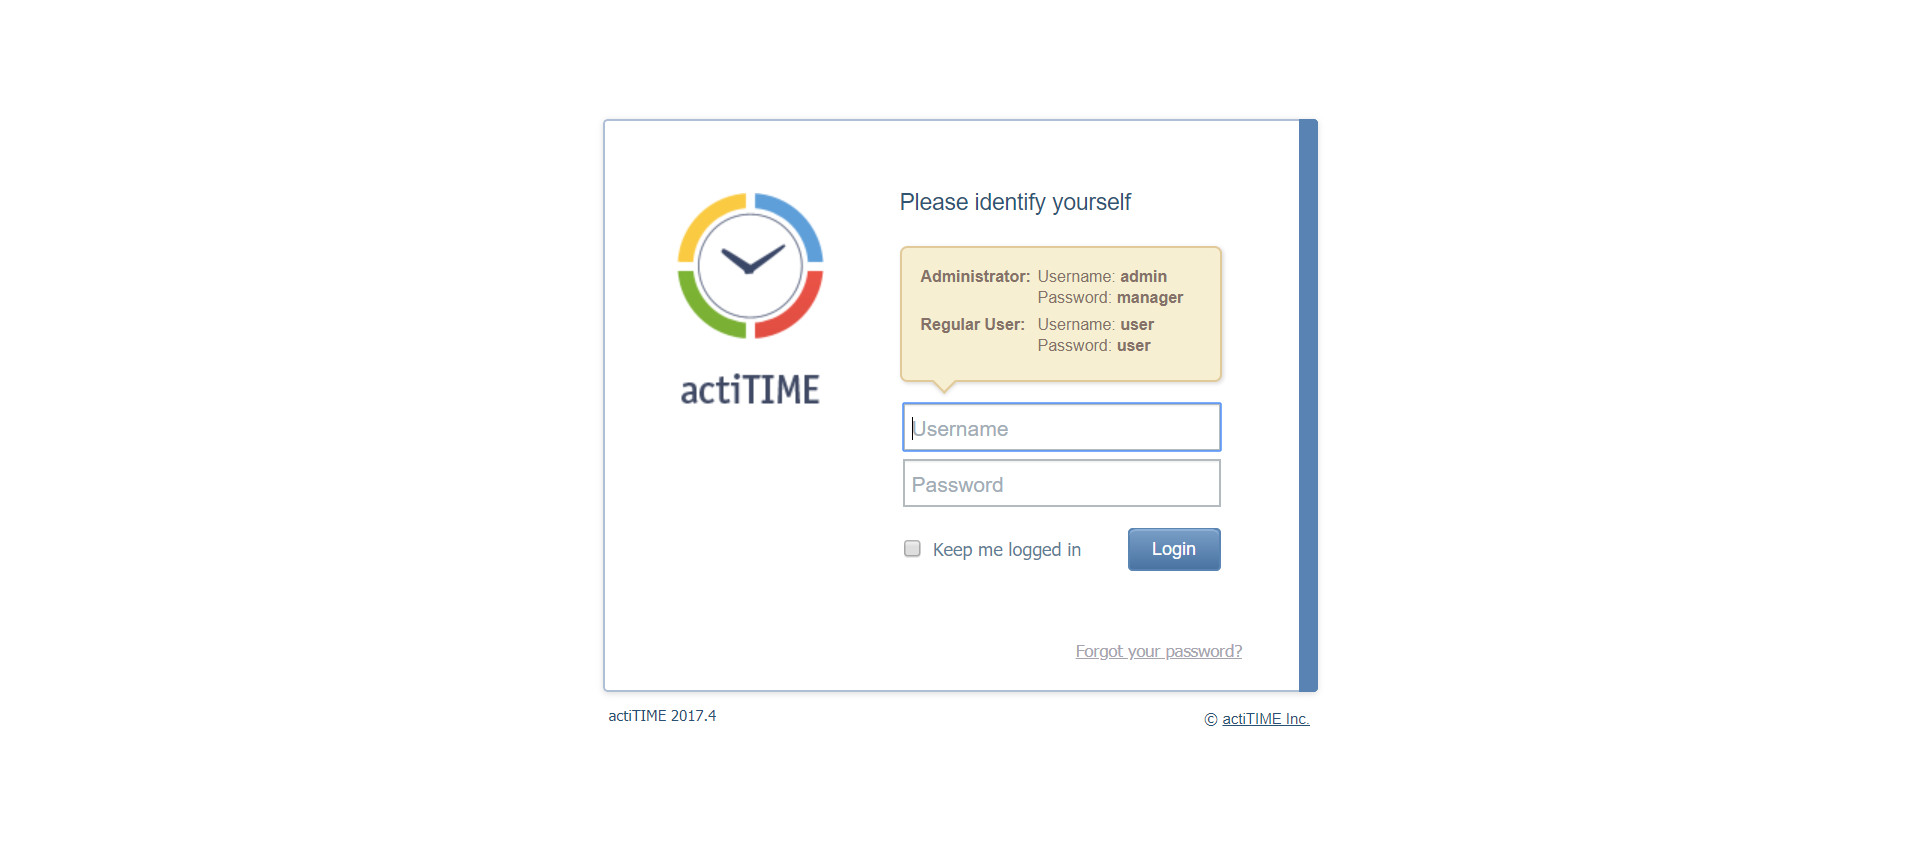 actiTIME
Please identify yourself
Administrator: Username: admin
Password: manager
Regular User: Username: user
Password: user
Username
Password
Keep me logged in
Login
Forgot your password?
actiTIME 2017.4
© actiTIME Inc.